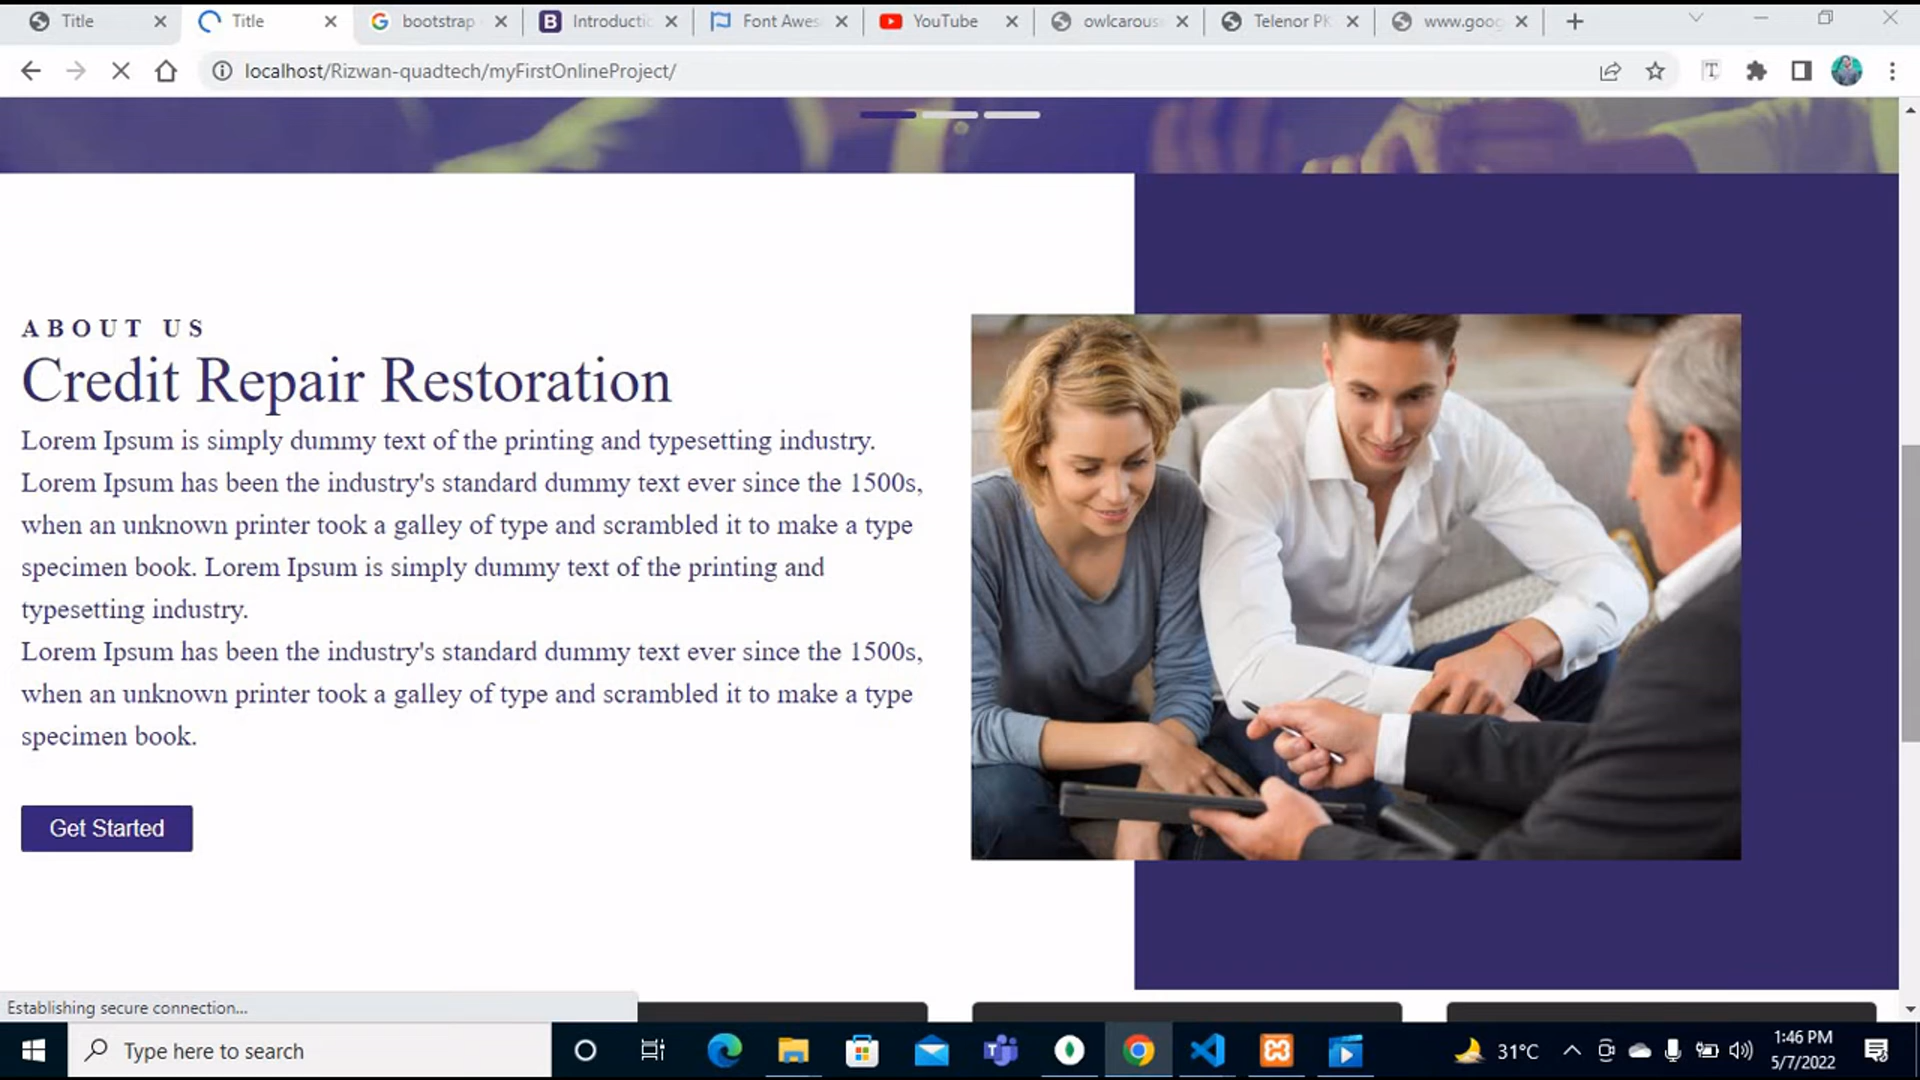 Title
Title
bootstrap
Introducti
Font Awes
YouTube
owlcarous
Telenor PK
www.goog
localhost/Rizwan-quadtech/myFirstOnlineProject/
ABOUT US
Credit Repair Restoration
Lorem Ipsum is simply dummy text of the printing and typesetting industry.
Lorem Ipsum has been the industry's standard dummy text ever since the 1500s,
when an unknown printer took a galley of type and scrambled it to make a type
specimen book. Lorem Ipsum is simply dummy text of the printing and
typesetting industry.
Lorem Ipsum has been the industry's standard dummy text ever since the 1500s,
when an unknown printer took a galley of type and scrambled it to make a type
specimen book.
Get Started
Establishing secure connection...
Type here to search
31°C
1:46 PM
5/7/2022